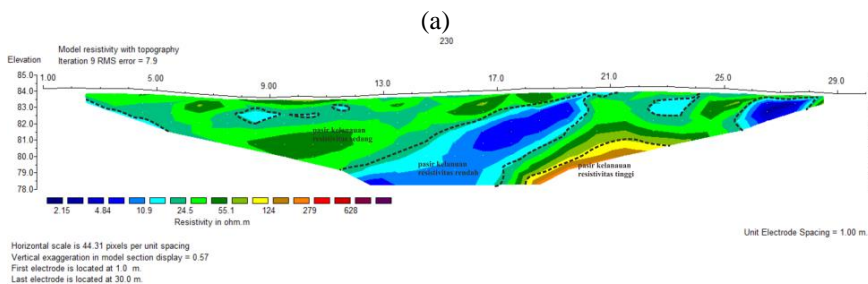 (a)
230
Model resistivity with topography
Iteration 9 RMS error = 7.9
Elevation
1.00 5.00 9.00 13.0 17.0 21.0 25.0 29.0
85.0
84.0
83.0
82.0
81.0
80.0
79.0
78.0
pasir kelanauan
resistivitas sedang
pasir kelanauan
resistivitas rendah
pasir kelanauan
resistivitas tinggi
2.15 4.84 10.9 24.5 55.1 124 279 628
Resistivity in ohm.m
Unit Electrode Spacing = 1.00 m.
Horizontal scale is 44.31 pixels per unit spacing
Vertical exaggeration in model section display = 0.57
First electrode is located at 1.0 m.
Last electrode is located at 30.0 m.